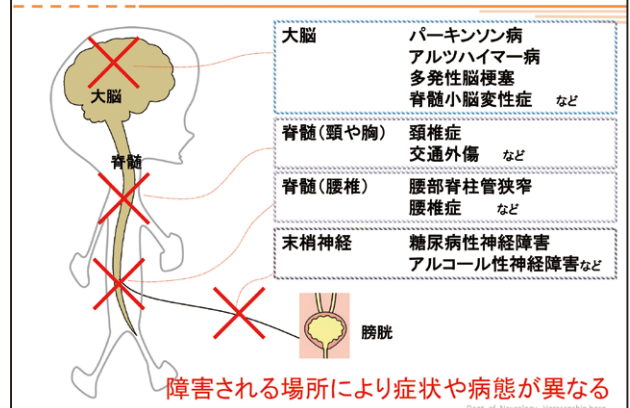 大脳 パーキンソン病
アルツハイマー病
多発性脳梗塞
脊髄小脳変性症 など
大脳
脊髄(頸や胸) 頸椎症
交通外傷 など
脊髄
脊髄(腰椎) 腰部脊柱管狭窄
腰椎症 など
末梢神経 糖尿病性神経障害
アルコール性神経障害など
膀胱
障害される場所により症状や病態が異なる